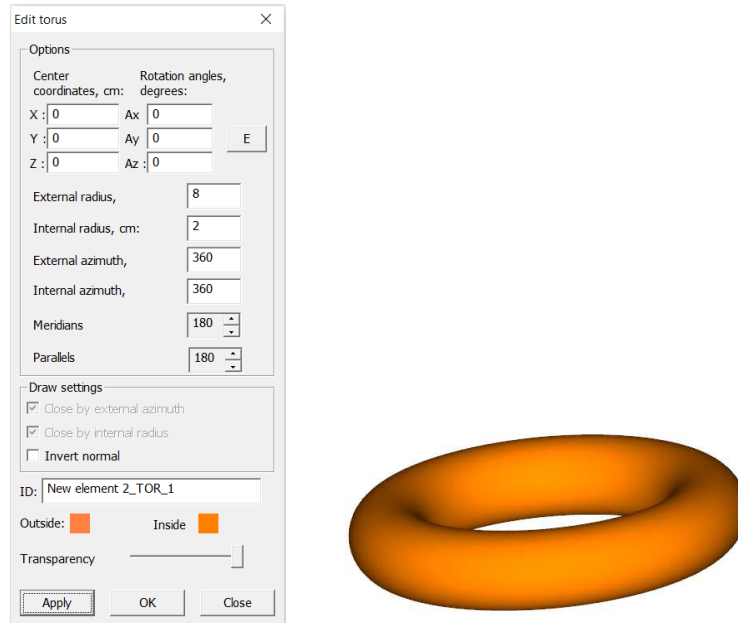 Edit torus
Options
Center Rotation angles,
coordinates, cm: degrees:
X : 0 Ax 0
Y : 0 Ay 0 E
Z : 0 Az : 0
External radius, 8
Internal radius, cm: 2
External azimuth, 360
Internal azimuth, 360
Meridians 180
Parallels 180
Draw settings
Close by external azimuth
Close by internal radius
Invert normal
ID: New element 2_TOR_1
Outside: Inside
Transparency
Apply OK Close